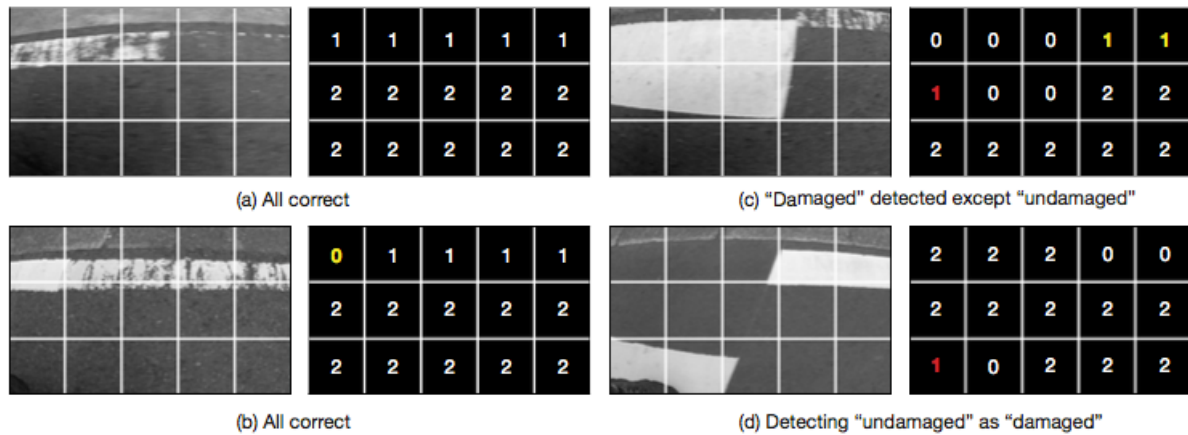 1 1 1 1 1
2 2 2 2 2
2 2 2 2 2
(a) All correct
0 0 0 1 1
1 0 0 2 2
2 2 2 2 2
(c) “Damaged” detected except “undamaged”
0 1 1 1 1
2 2 2 2 2
2 2 2 2 2
(b) All correct
2 2 2 0 0
2 2 2 2 2
1 0 2 2 2
(d) Detecting “undamaged” as “damaged”